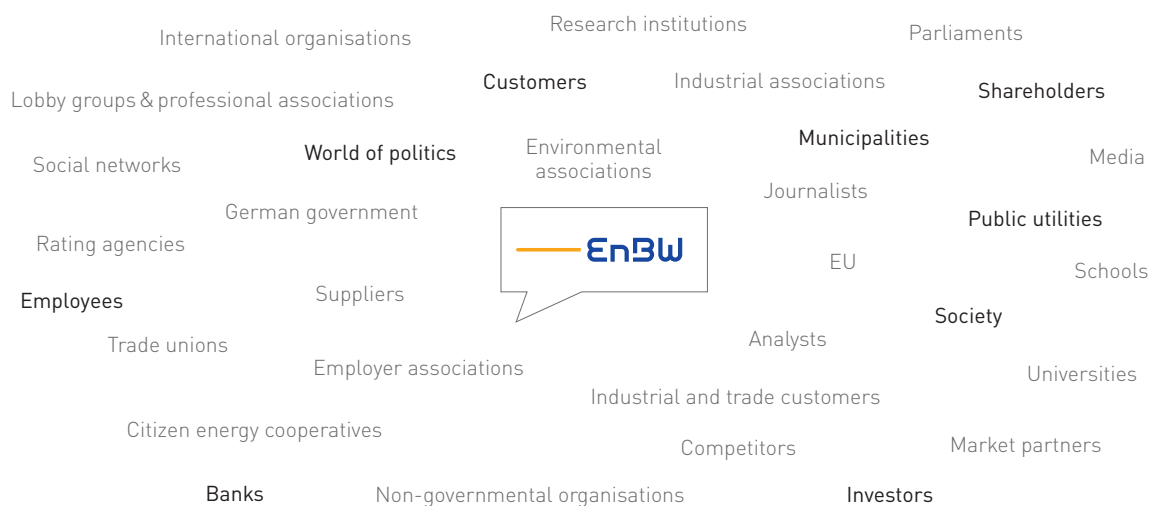 Research institutions
Parliaments
International organisations
Customers
Industrial associations
Shareholders
Lobby groups & professional associations
Municipalities
World of politics
Environmental
associations
Media
Social networks
Journalists
German government
Public utilities
Rating agencies
EnBW
EU
Schools
Employees
Suppliers
Society
Trade unions
Analysts
Employer associations
Universities
Industrial and trade customers
Citizen energy cooperatives
Competitors
Market partners
Banks
Non-governmental organisations
Investors